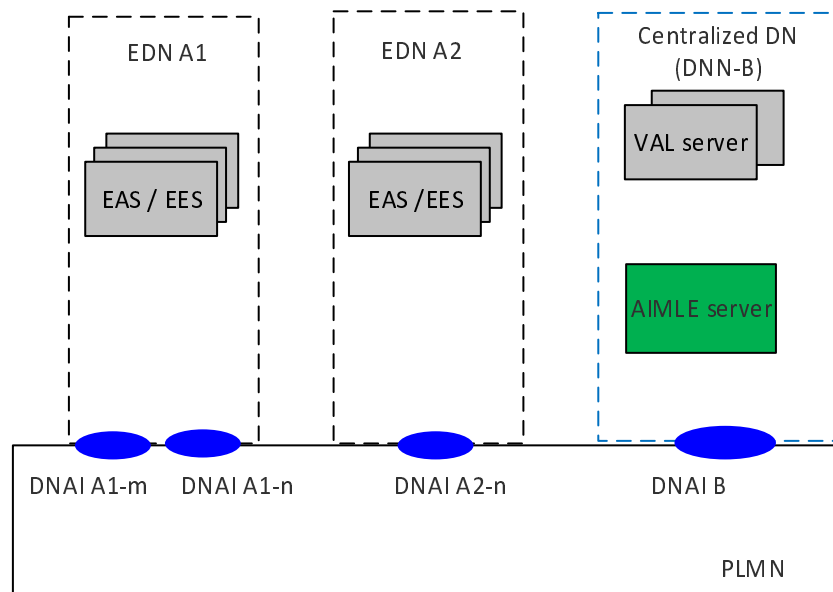 EDN A1
EDN A2
Centralized DN
(DNN-B)
VAL server
EAS / EES
EAS /EES
AIMLE server
DNAI A1-m
DNAI A1-n
DNAI A2-n
DNAI B
PLMN